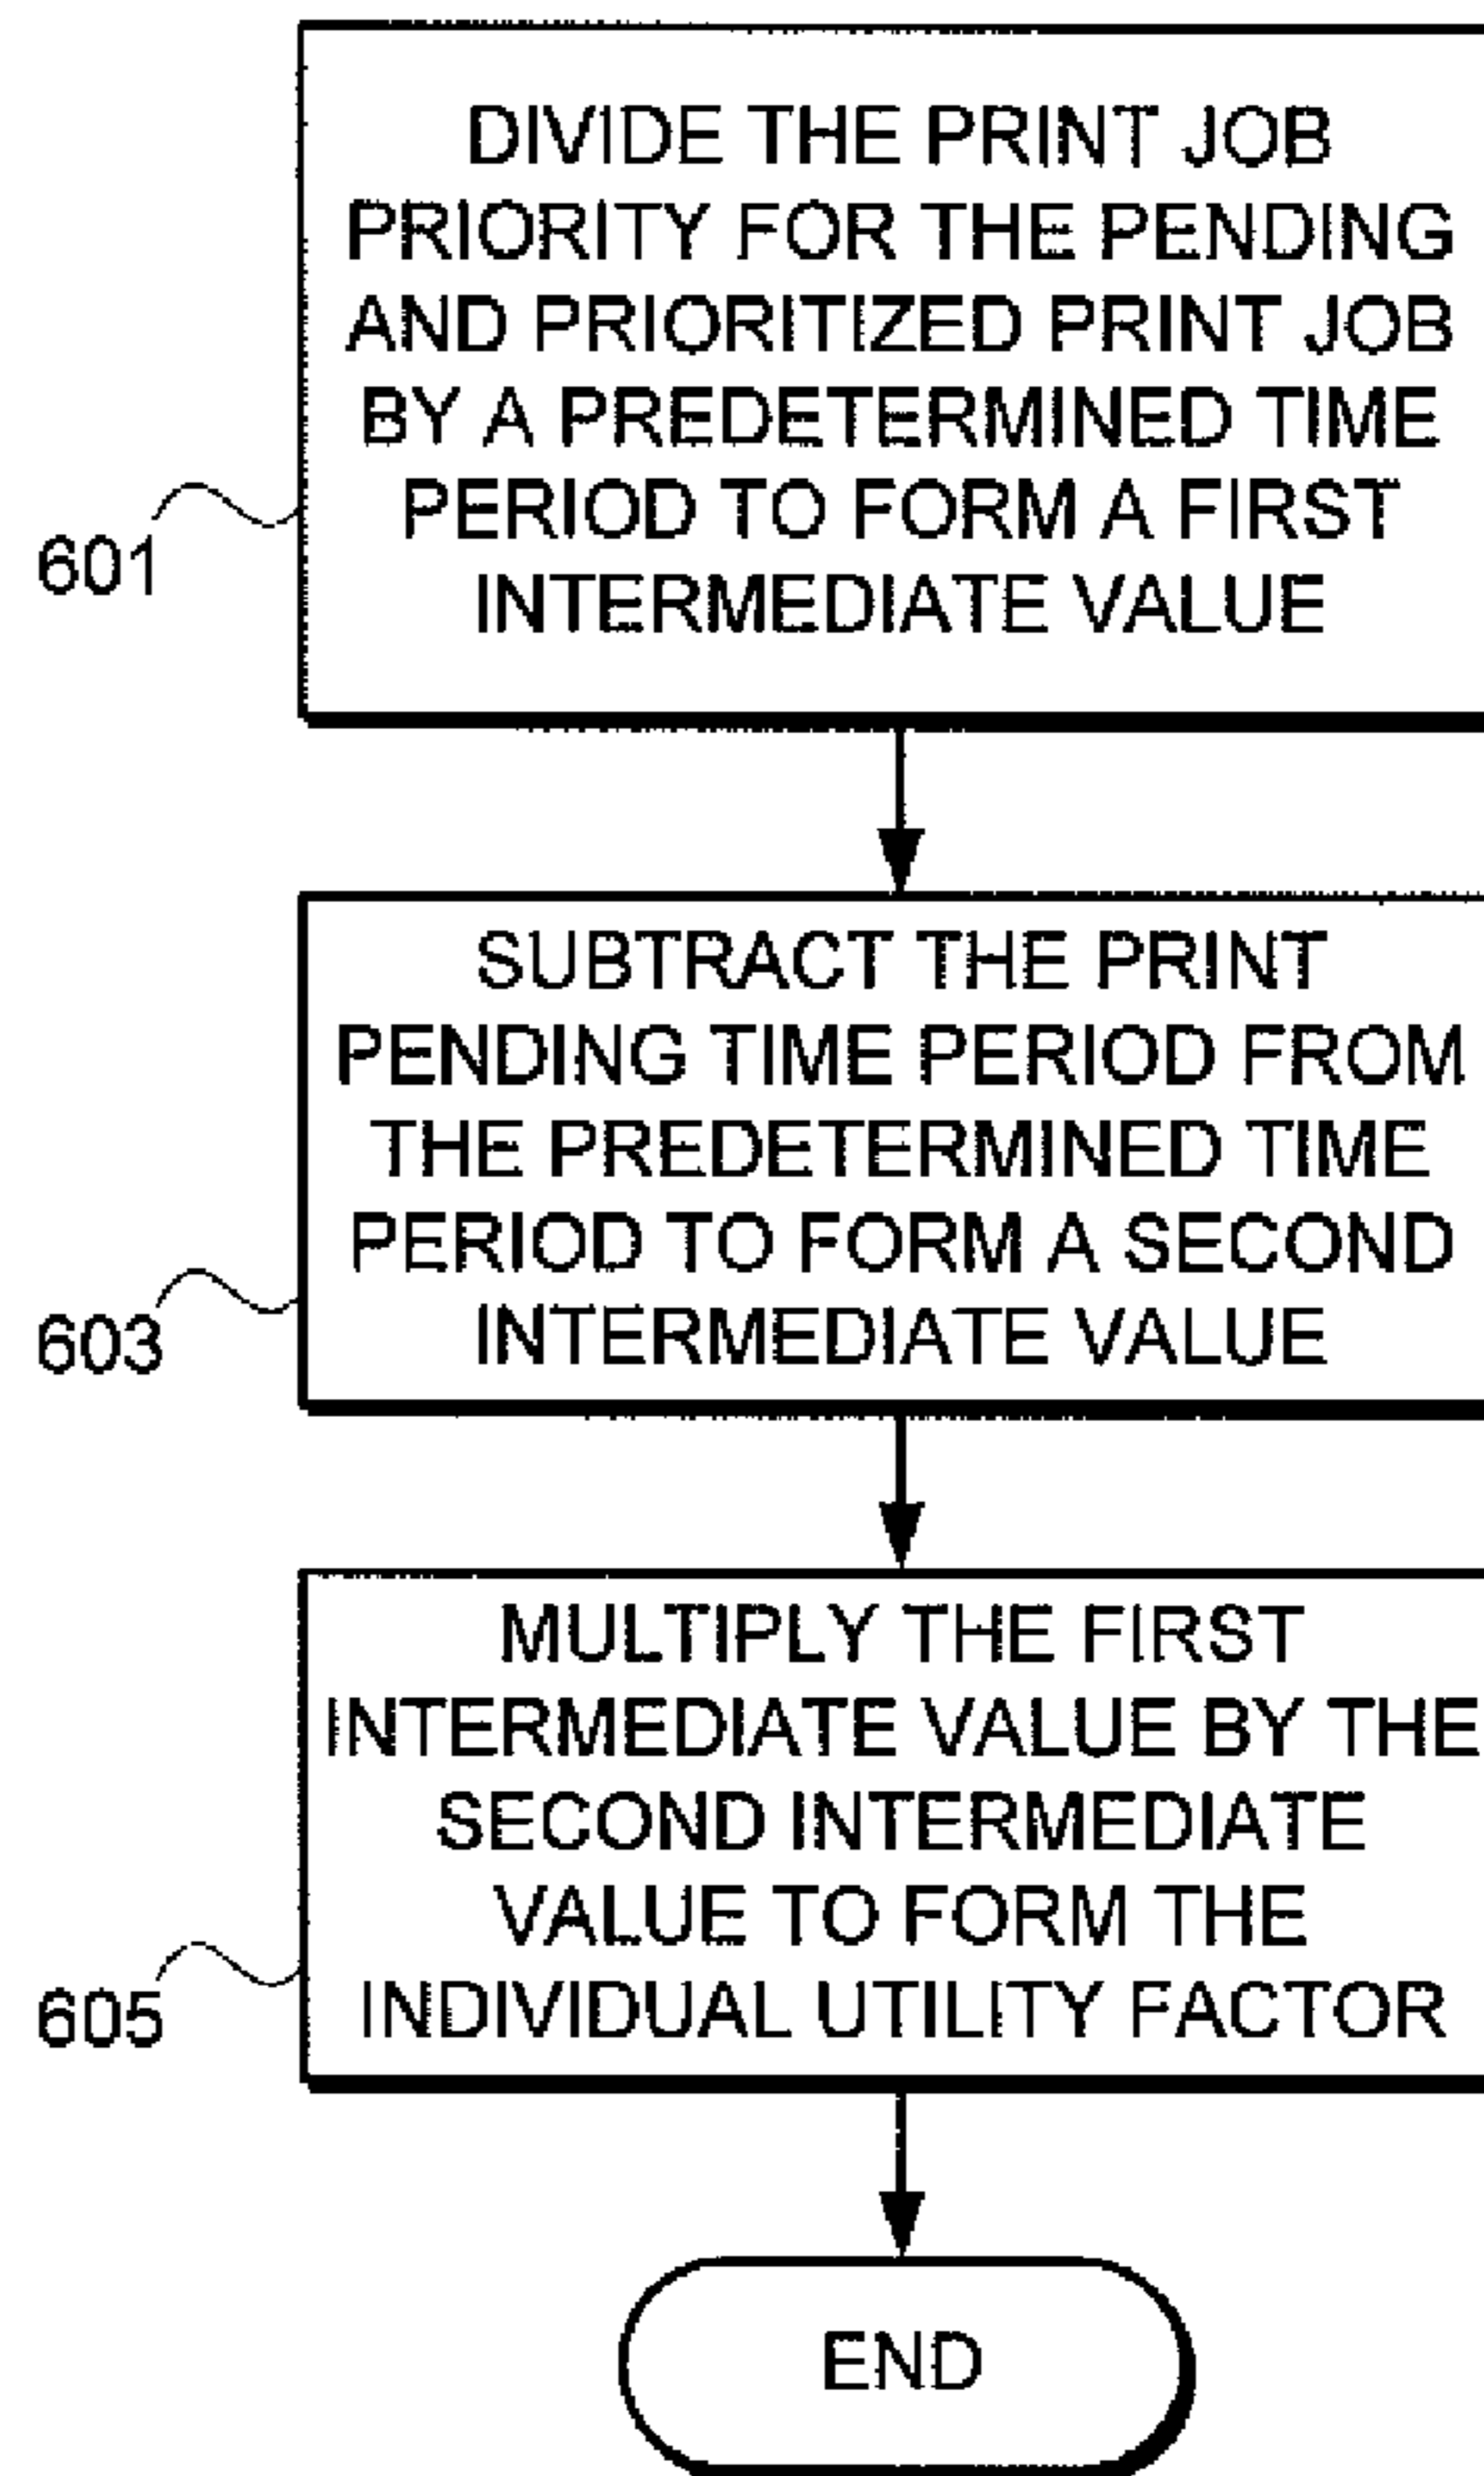 DIVIDE THE PRINT JOB
PRIORITY FOR THE PENDING
AND PRIORITIZED PRINT JOB
BY A PREDETERMINED TIME
PERIOD TO FORM A FIRST
INTERMEDIATE VALUE
601
SUBTRACT THE PRINT
PENDING TIME PERIOD FROM
THE PREDETERMINED TIME
PERIOD TO FORM A SECOND
INTERMEDIATE VALUE
603
MULTIPLY THE FIRST
INTERMEDIATE VALUE BY THE
SECOND INTERMEDIATE
VALUE TO FORM THE
INDIVIDUAL UTILITY FACTOR
605
END